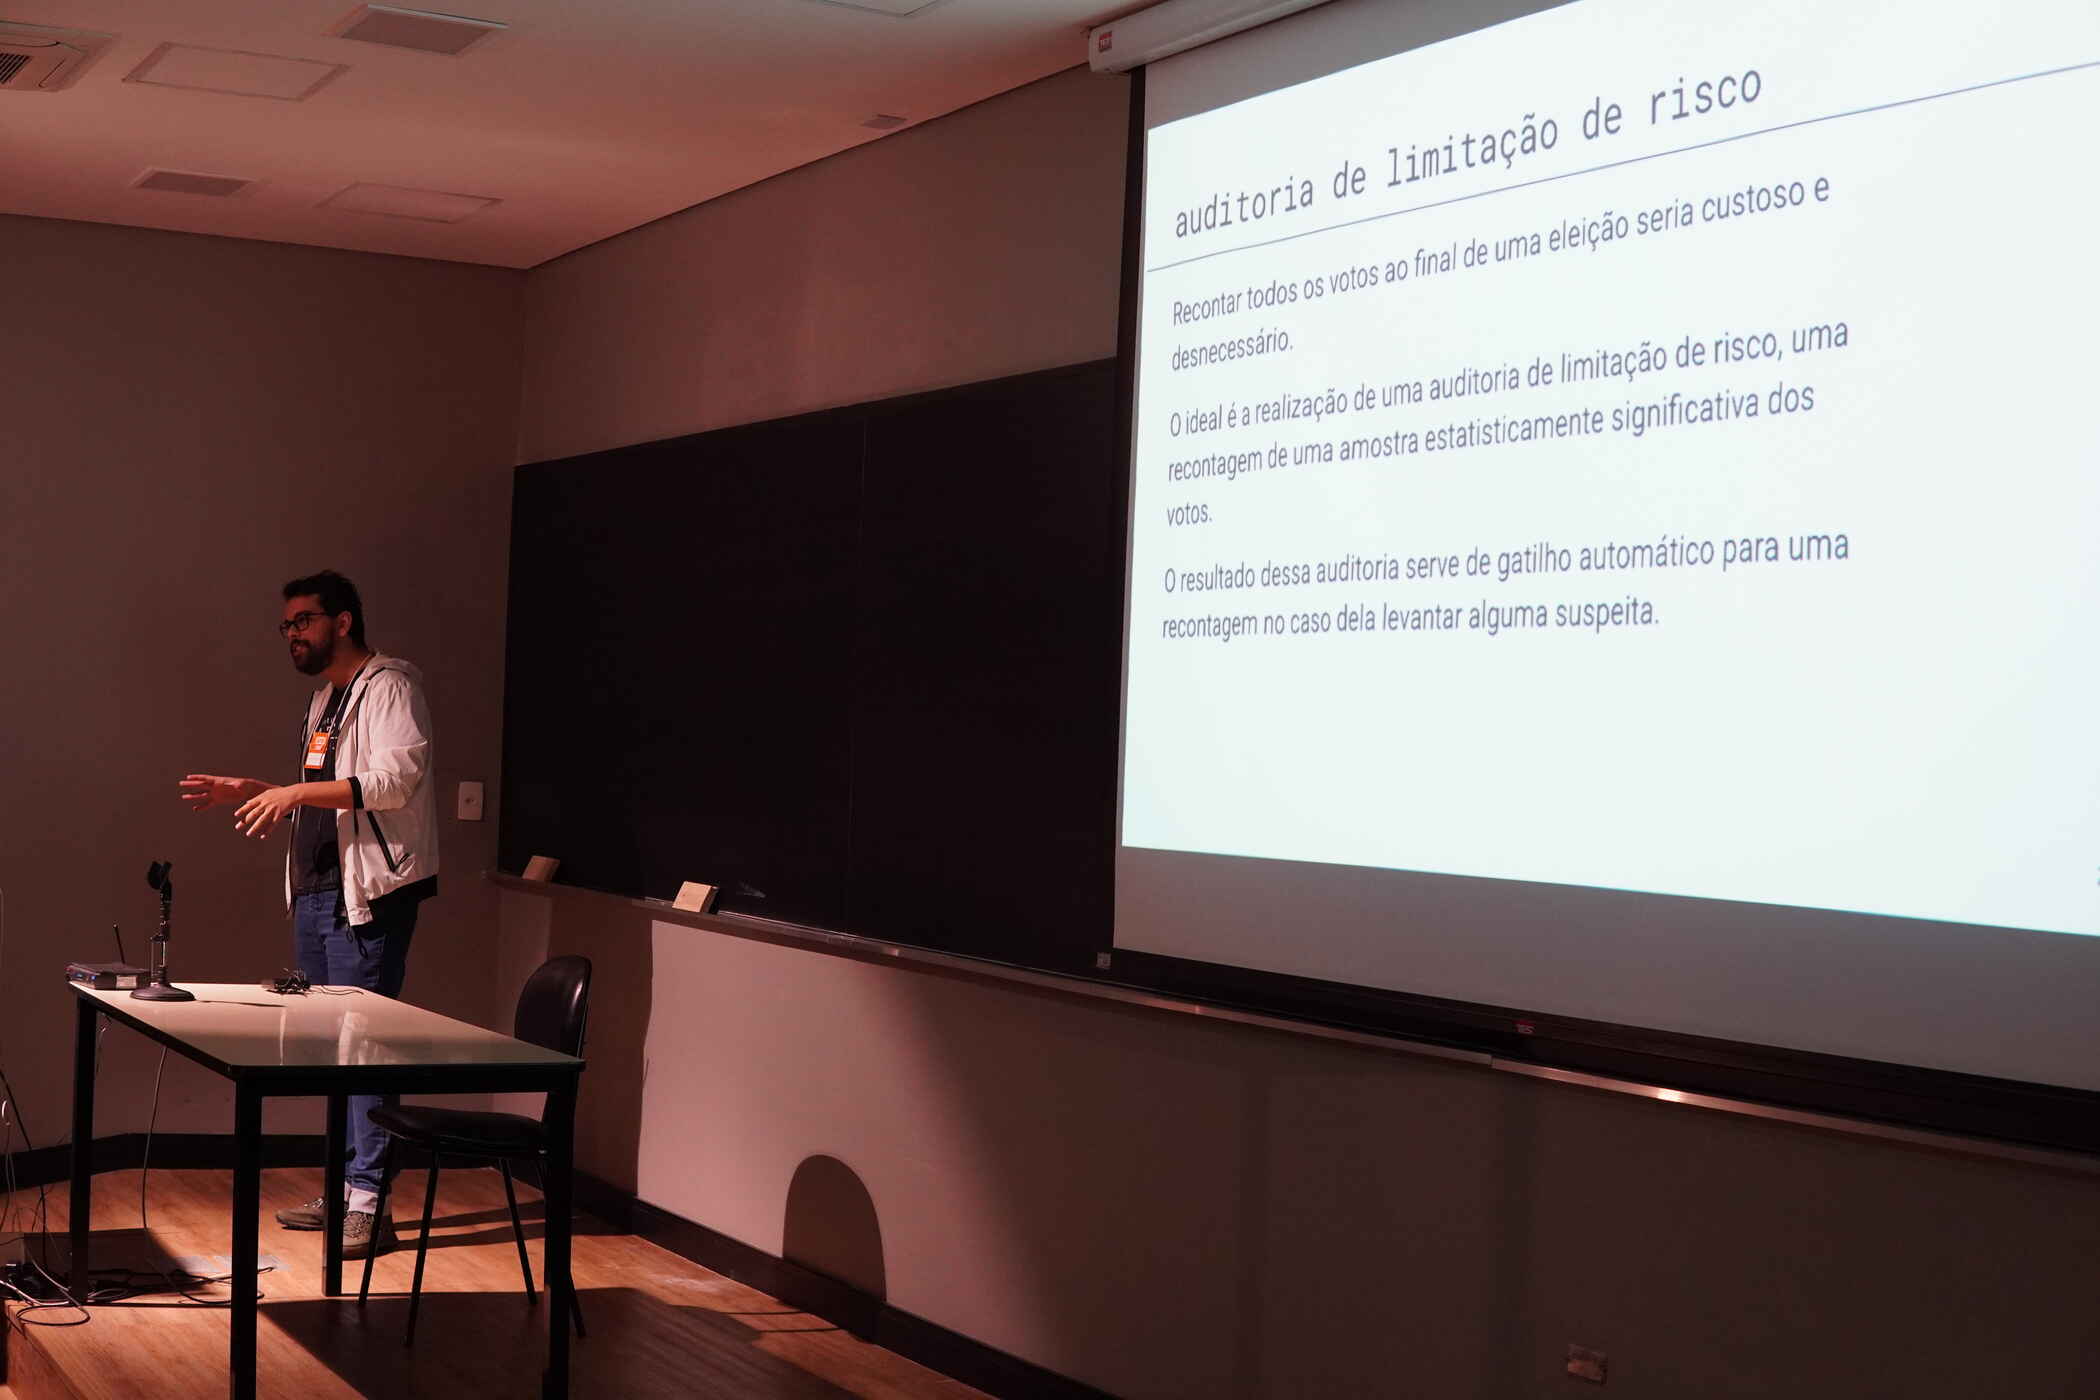 auditoria de limitação de risco
Recontar todos os votos ao final de uma eleição seria custoso e
desnecessário.
O ideal é a realização de uma auditoria de limitação de risco, uma
recontagem de uma amostra estatisticamente significativa dos
votos.
O resultado dessa auditoria serve de gatilho automático para uma
recontagem no caso dela levantar alguma suspeita.
TES